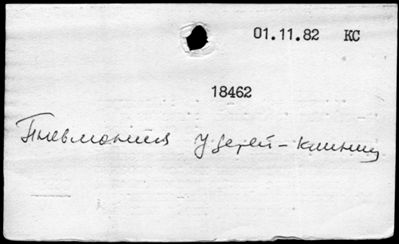 01.11.82 КС
18462
Пневмония у детей - клиниц